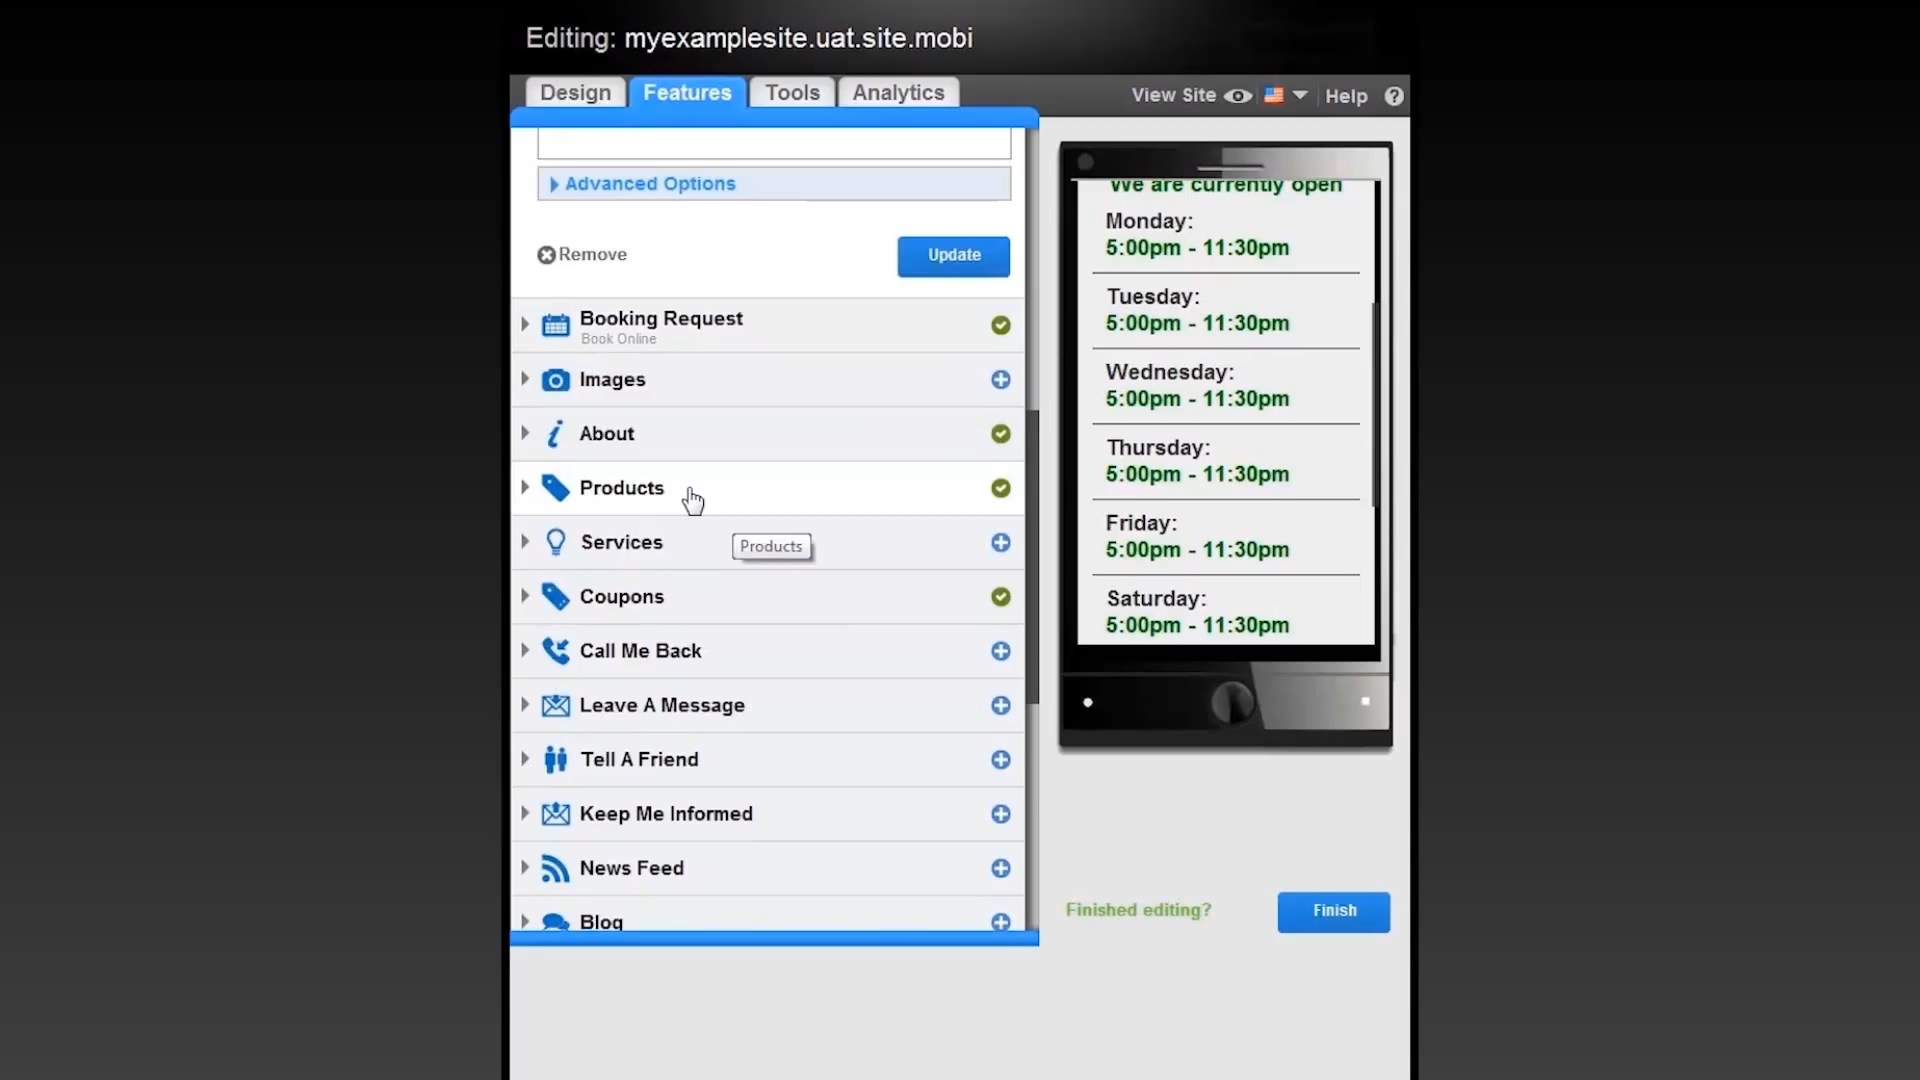 Editing: myexamplesite.uat.site.mobi
Design
Features
Tools
Analytics
View Site
Help
?
Advanced Options
Remove
Update
Booking Request
Book Online
Images
About
Products
Services
Products
Coupons
Call Me Back
Leave A Message
Tell A Friend
Keep Me Informed
News Feed
Blog
We are currently open
Monday:
5:00pm - 11:30pm
Tuesday:
5:00pm - 11:30pm
Wednesday:
5:00pm - 11:30pm
Thursday:
5:00pm - 11:30pm
Friday:
5:00pm - 11:30pm
Saturday:
5:00pm - 11:30pm
Finished editing?
Finish